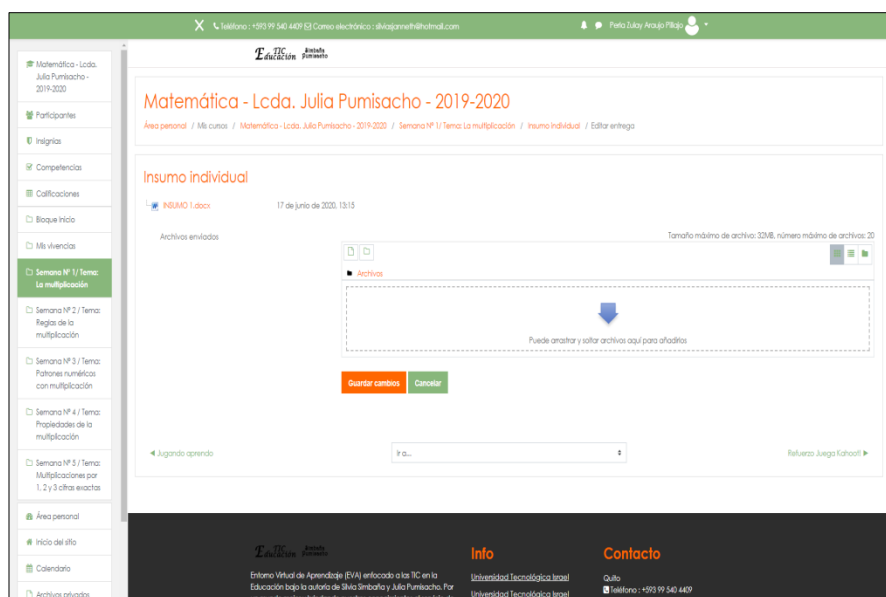 Teléfono : +593 99 540 4409 Correo electrónico : silviasjanneth@hotmail.com
Perla Zulay Araujo Pillajo
TIC Educación Simbaña Pumisacho
Matemática - Lcda. Julia Pumisacho - 2019-2020
Participantes
Insignias
Competencias
Calificaciones
Bloque Inicio
Mis vivencias
Semana Nº 1/ Tema: La multiplicación
Semana Nº 2 / Tema: Reglas de la multiplicación
Semana Nº 3 / Tema: Patrones numéricos con multiplicación
Semana Nº 4 / Tema: Propiedades de la multiplicación
Semana Nº 5 / Tema: Multiplicaciones por 1, 2 y 3 cifras exactas
Área personal
Inicio del sitio
Calendario
Archivos privados
Matemática - Lcda. Julia Pumisacho - 2019-2020
Área personal / Mis cursos / Matemática - Lcda. Julia Pumisacho - 2019-2020 / Semana Nº 1/ Tema: La multiplicación / Insumo individual / Editar entrega
Insumo individual
INSUMO 1.docx 17 de junio de 2020, 13:15
Archivos enviados
Tamaño máximo de archivo: 32MB, número máximo de archivos: 20
Archivos
Puede arrastrar y soltar archivos aquí para añadirlos
Guardar cambios Cancelar
◀ Jugando aprendo
Ir a...
Refuerzo Juega Kahoot! ▶
TIC Educación Simbaña Pumisacho
Entorno Virtual de Aprendizaje (EVA) enfocado a las TIC en la
Educación bajo la autoría de Silvia Simbaña y Julia Pumisacho. Por
Info
Universidad Tecnológica Israel
Universidad Tecnológica Israel
Contacto
Quito
Teléfono : +593 99 540 4409